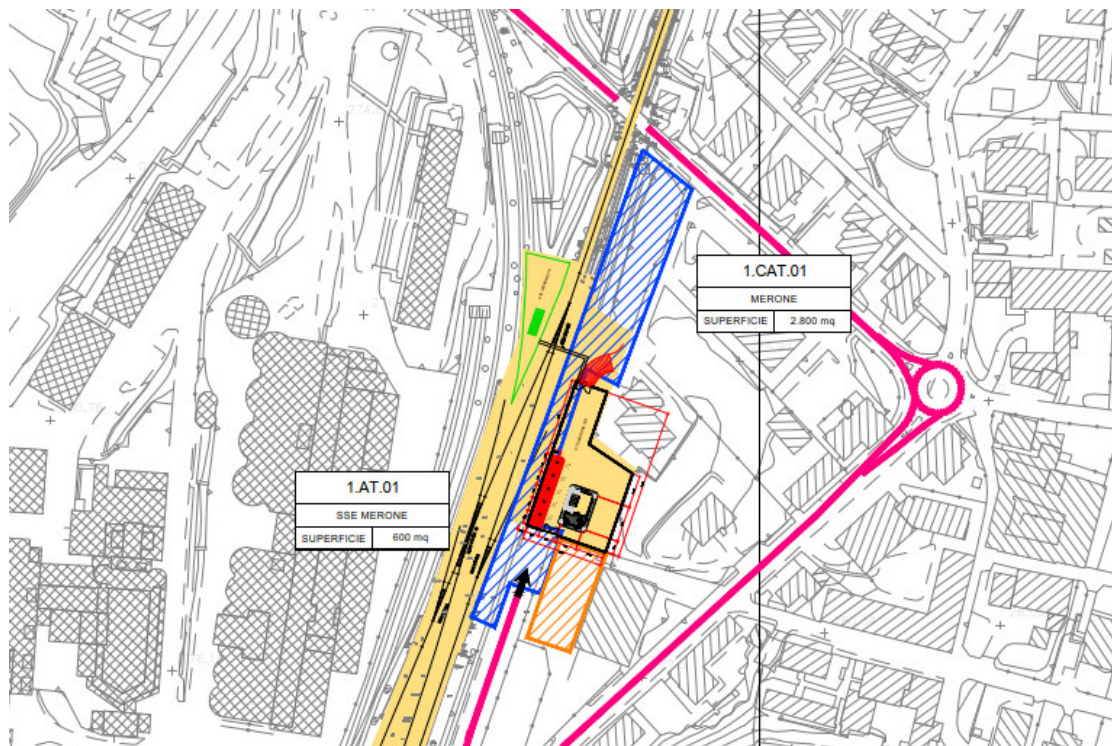 1.CAT.01
MERONE
SUPERFICIE 2.800 mq
1.AT.01
SSE MERONE
SUPERFICIE 600 mq